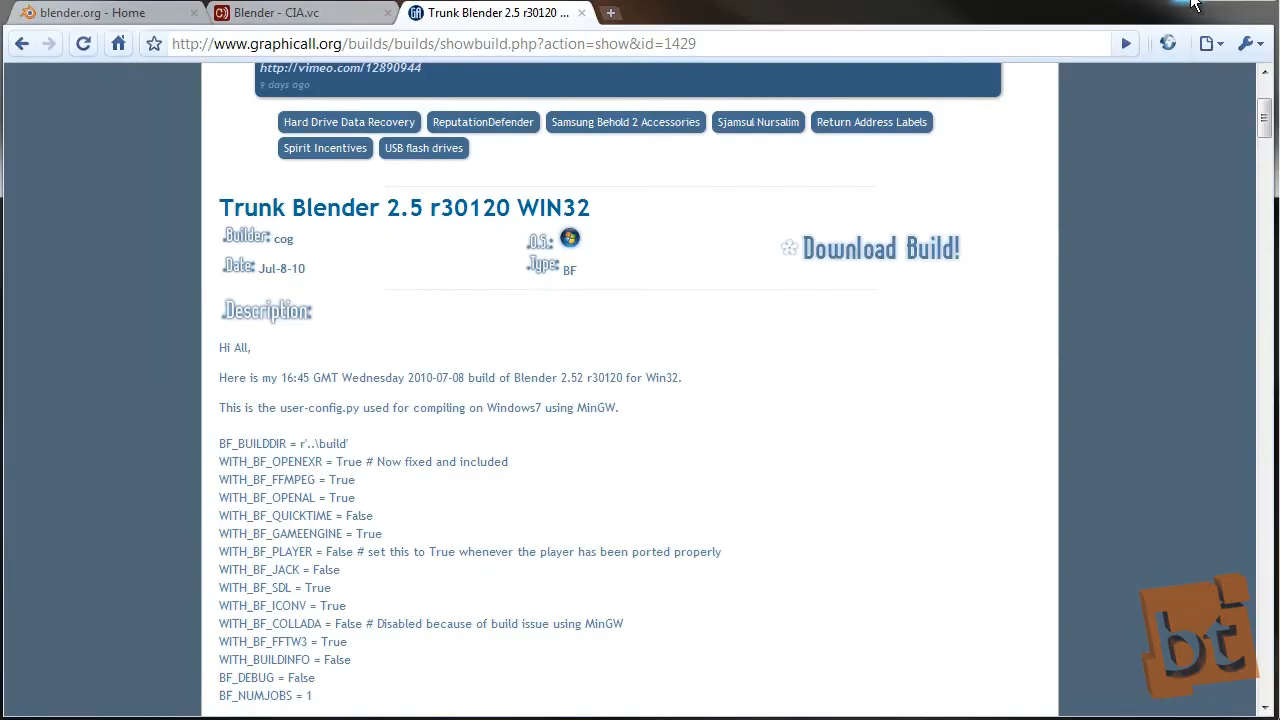 blender.org - Home
Blender - CIA.vc
Trunk Blender 2.5 r30120 ...
http://www.graphicall.org/builds/builds/showbuild.php?action=show&id=1429
http://vimeo.com/12890944
9 days ago
Hard Drive Data Recovery
ReputationDefender
Samsung Behold 2 Accessories
Sjamsul Nursalim
Return Address Labels
Spirit Incentives
USB flash drives
Trunk Blender 2.5 r30120 WIN32
.Builder: cog
.O.S.:
Download Build!
.Date: Jul-8-10
.Type: BF
.Description:
Hi All,
Here is my 16:45 GMT Wednesday 2010-07-08 build of Blender 2.52 r30120 for Win32.
This is the user-config.py used for compiling on Windows7 using MinGW.
BF_BUILDDIR = r'..\build'
WITH_BF_OPENEXR = True # Now fixed and included
WITH_BF_FFMPEG = True
WITH_BF_OPENAL = True
WITH_BF_QUICKTIME = False
WITH_BF_GAMEENGINE = True
WITH_BF_PLAYER = False # set this to True whenever the player has been ported properly
WITH_BF_JACK = False
WITH_BF_SDL = True
WITH_BF_ICONV = True
WITH_BF_COLLADA = False # Disabled because of build issue using MinGW
WITH_BF_FFTW3 = True
WITH_BUILDINFO = False
BF_DEBUG = False
BF_NUMJOBS = 1
bt